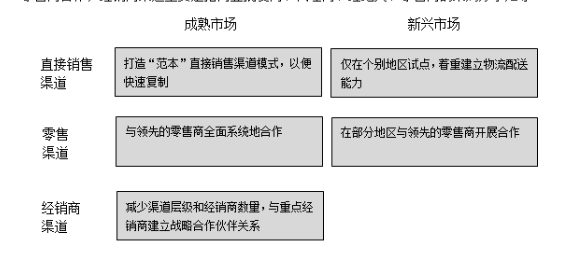 成熟市场
新兴市场
直接销售
渠道
打造“范本”直接销售渠道模式，以便
快速复制
仅在个别地区试点，着重建立物流配送
能力
零售
渠道
与领先的零售商全面系统地合作
在部分地区与领先的零售商开展合作
经销商
渠道
减少渠道层级和经销商数量，与重点经
销商建立战略合作伙伴关系